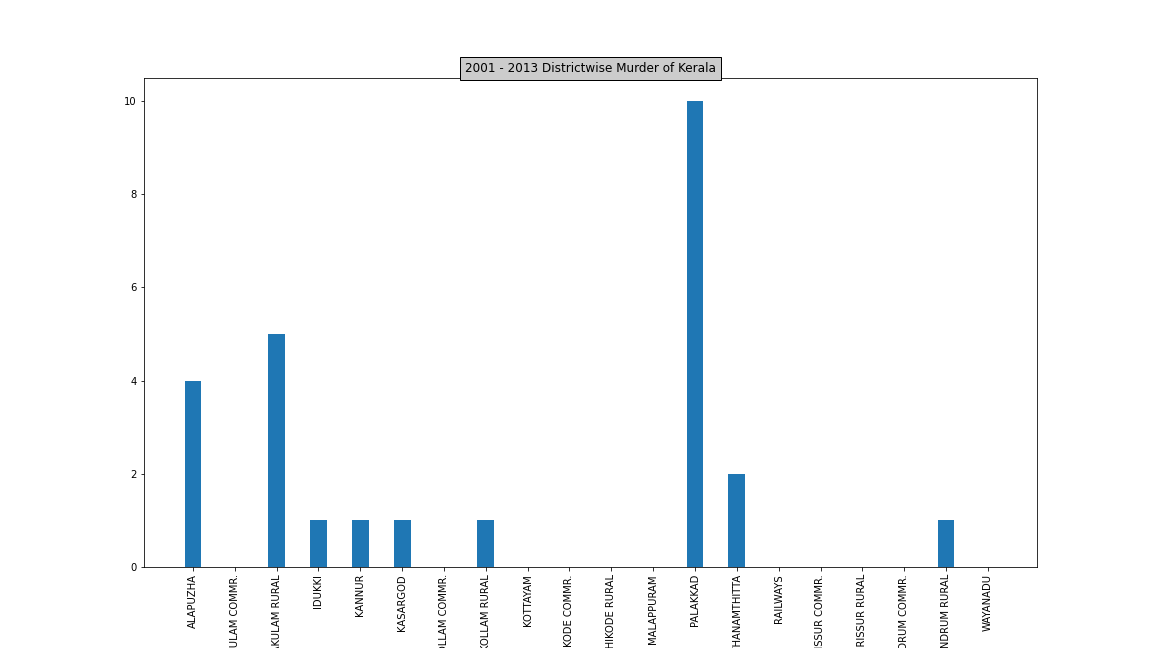 2001 - 2013 Districtwise Murder of Kerala
10
8
6
4
2
0
ALAPUZHA
ULAM COMMR.
AKULAM RURAL
IDUKKI
KANNUR
KASARGOD
OLLAM COMMR.
KOLLAM RURAL
KOTTAYAM
KODE COMMR.
HIKODE RURAL
MALAPPURAM
PALAKKAD
THANAMTHITTA
RAILWAYS
ISSUR COMMR.
RISSUR RURAL
DRUM COMMR.
NDRUM RURAL
WAYANADU